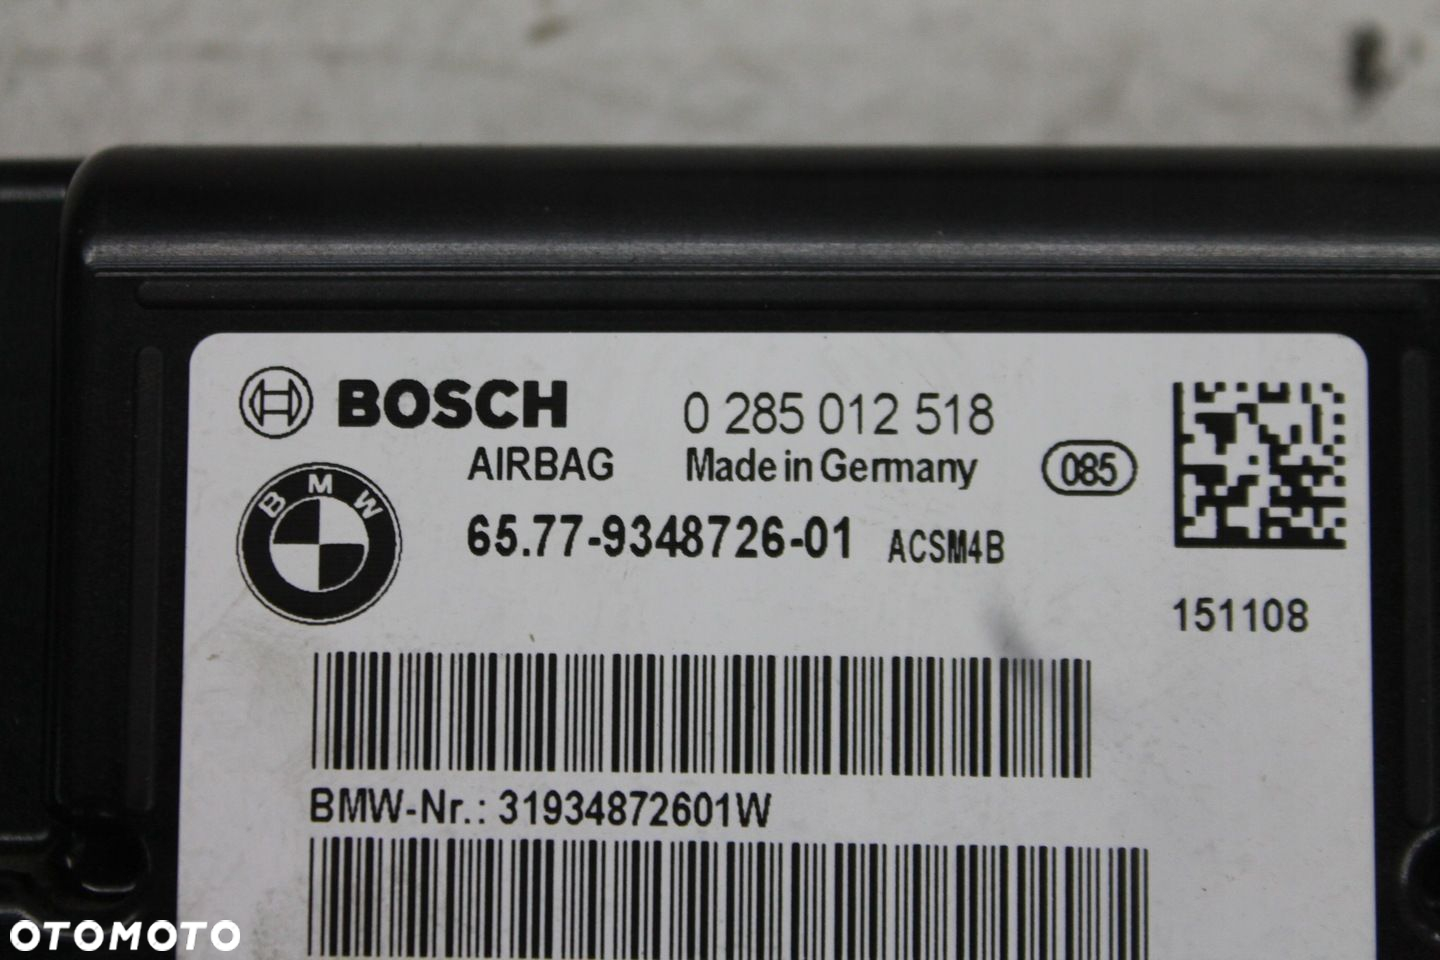 BOSCH 0 285 012 518
AIRBAG Made in Germany 085
BMW
65.77-9348726-01 ACSM4B
151108
BMW-Nr.: 31934872601W
OTOMOTO